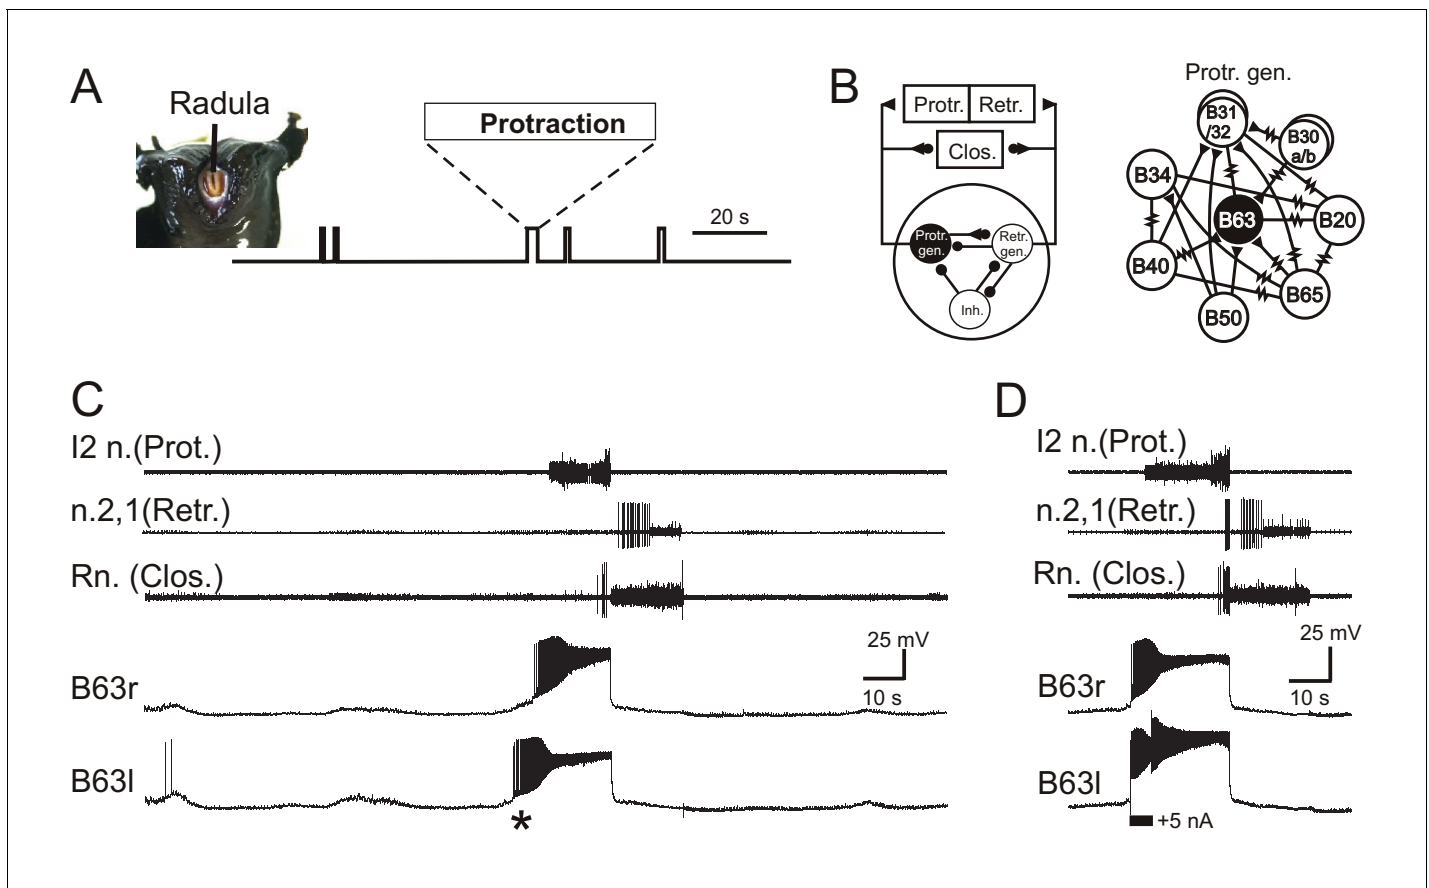 A
Radula
Protraction
20 s
B
Protr. Retr.
Clos.
Protr. gen.
Retr. gen.
Inh.
Protr. gen.
B31 /32
B30 a/b
B34
B63
B20
B40
B65
B50
C
I2 n.(Prot.)
n.2,1(Retr.)
Rn. (Clos.)
B63r
25 mV
10 s
B63l
*
D
I2 n.(Prot.)
n.2,1(Retr.)
Rn. (Clos.)
B63r
25 mV
10 s
B63l
+5 nA